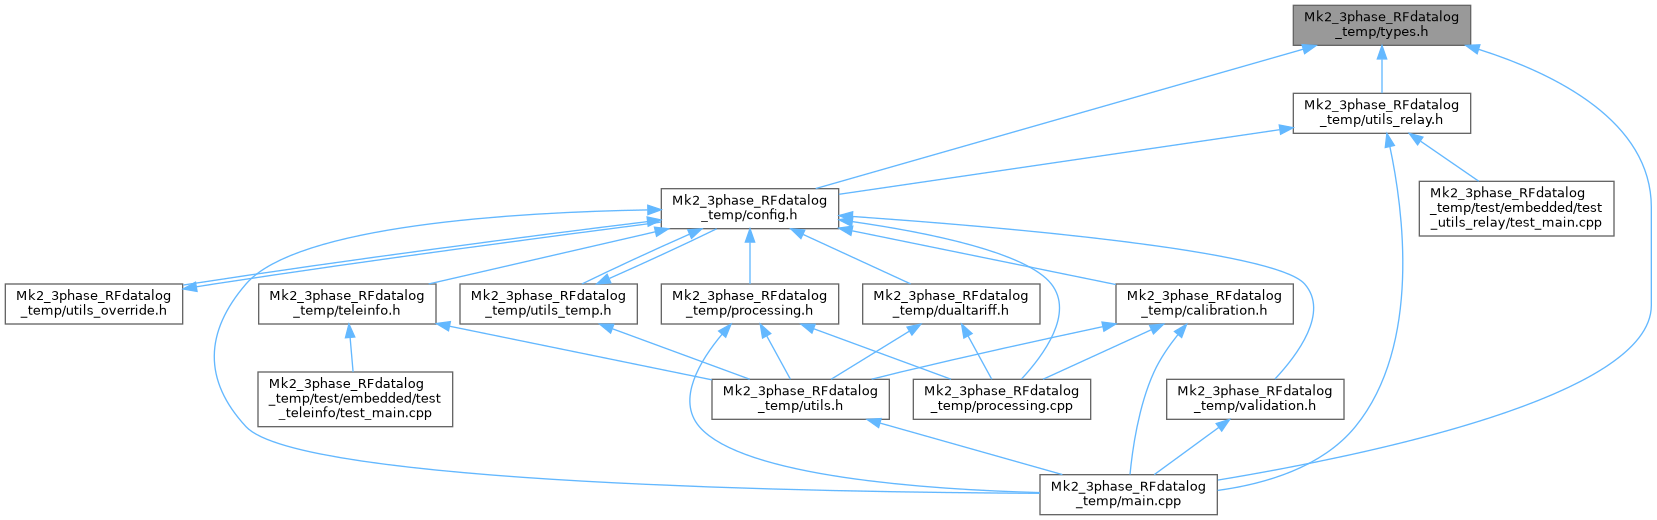 Mk2_3phase_RFdatalog
_temp/types.h
Mk2_3phase_RFdatalog
_temp/utils_relay.h
Mk2_3phase_RFdatalog
_temp/config.h
Mk2_3phase_RFdatalog
_temp/test/embedded/test
_utils_relay/test_main.cpp
Mk2_3phase_RFdatalog
_temp/utils_override.h
Mk2_3phase_RFdatalog
_temp/teleinfo.h
Mk2_3phase_RFdatalog
_temp/utils_temp.h
Mk2_3phase_RFdatalog
_temp/processing.h
Mk2_3phase_RFdatalog
_temp/dualtariff.h
Mk2_3phase_RFdatalog
_temp/calibration.h
Mk2_3phase_RFdatalog
_temp/test/embedded/test
_teleinfo/test_main.cpp
Mk2_3phase_RFdatalog
_temp/utils.h
Mk2_3phase_RFdatalog
_temp/processing.cpp
Mk2_3phase_RFdatalog
_temp/validation.h
Mk2_3phase_RFdatalog
_temp/main.cpp